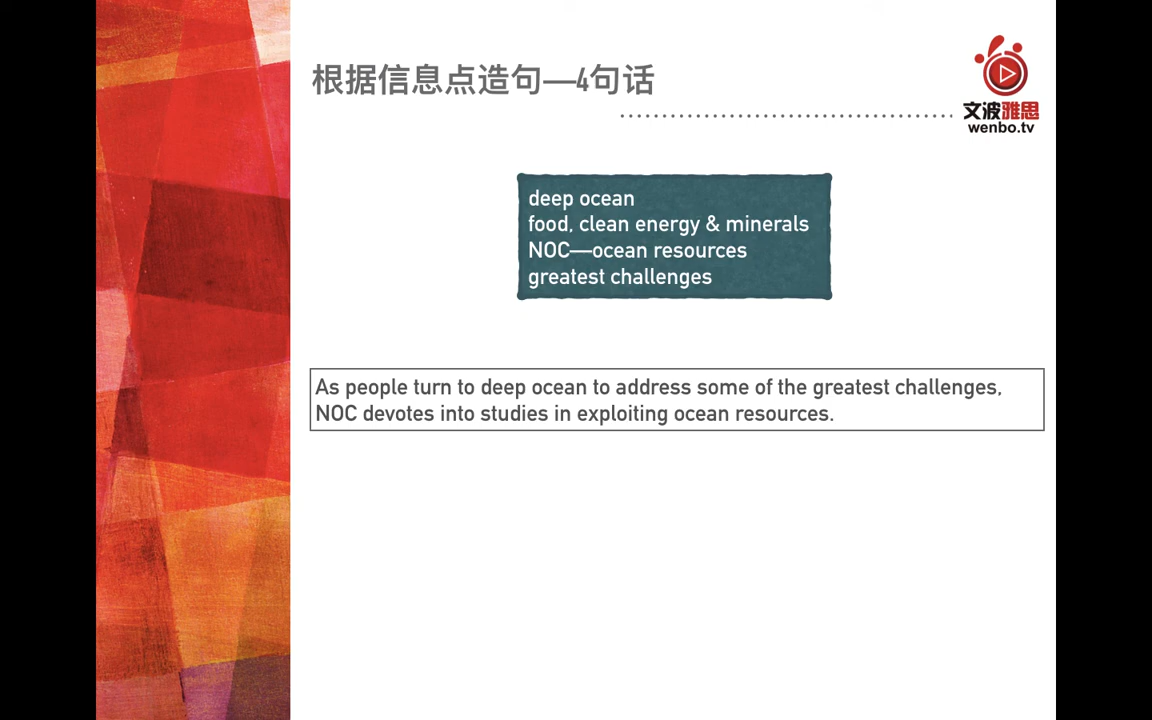 根据信息点造句—4句话
文波雅思
wenbo.tv
deep ocean
food, clean energy & minerals
NOC—ocean resources
greatest challenges
As people turn to deep ocean to address some of the greatest challenges,
NOC devotes into studies in exploiting ocean resources.